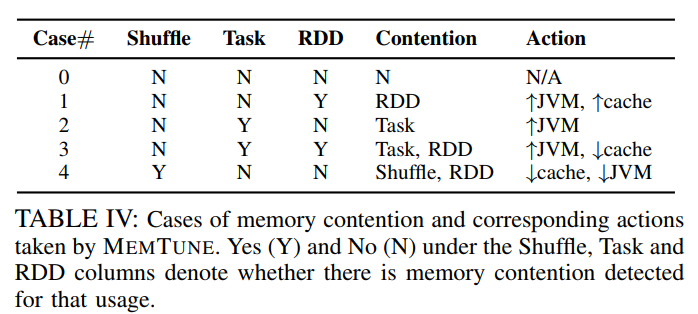 Case# Shuffle Task RDD Contention Action
0 N N N N N/A
1 N N Y RDD ↑JVM, ↑cache
2 N Y N Task ↑JVM
3 N Y Y Task, RDD ↑JVM, ↓cache
4 Y N N Shuffle, RDD ↓cache, ↓JVM
TABLE IV: Cases of memory contention and corresponding actions
taken by MEMTUNE. Yes (Y) and No (N) under the Shuffle, Task and
RDD columns denote whether there is memory contention detected
for that usage.